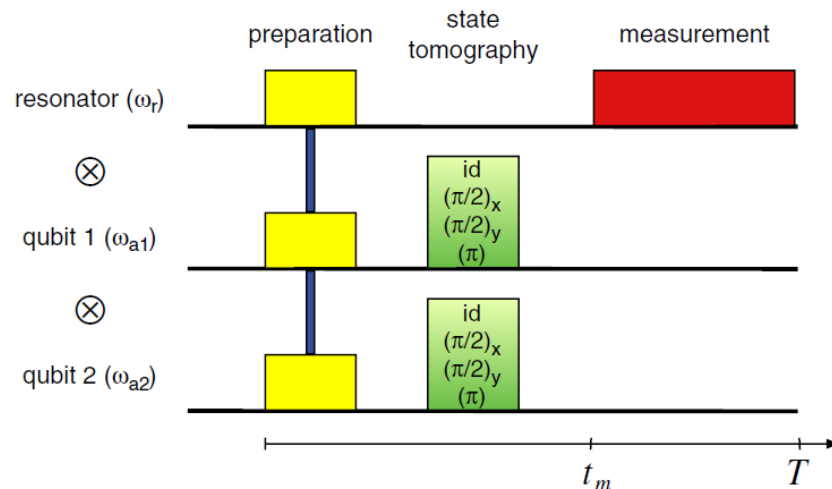 preparation
state
tomography
measurement
resonator (ωr)
⊗
id
(π/2)x
(π/2)y
(π)
qubit 1 (ωa1)
⊗
id
(π/2)x
(π/2)y
(π)
qubit 2 (ωa2)
tm
T